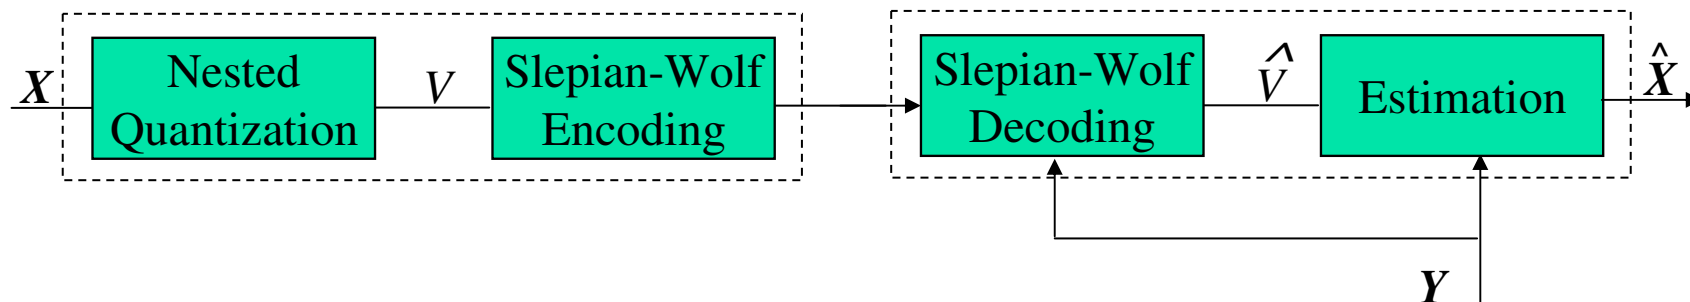 X
Nested
Quantization
V
Slepian-Wolf
Encoding
Slepian-Wolf
Decoding
V̂
Estimation
X̂
Y